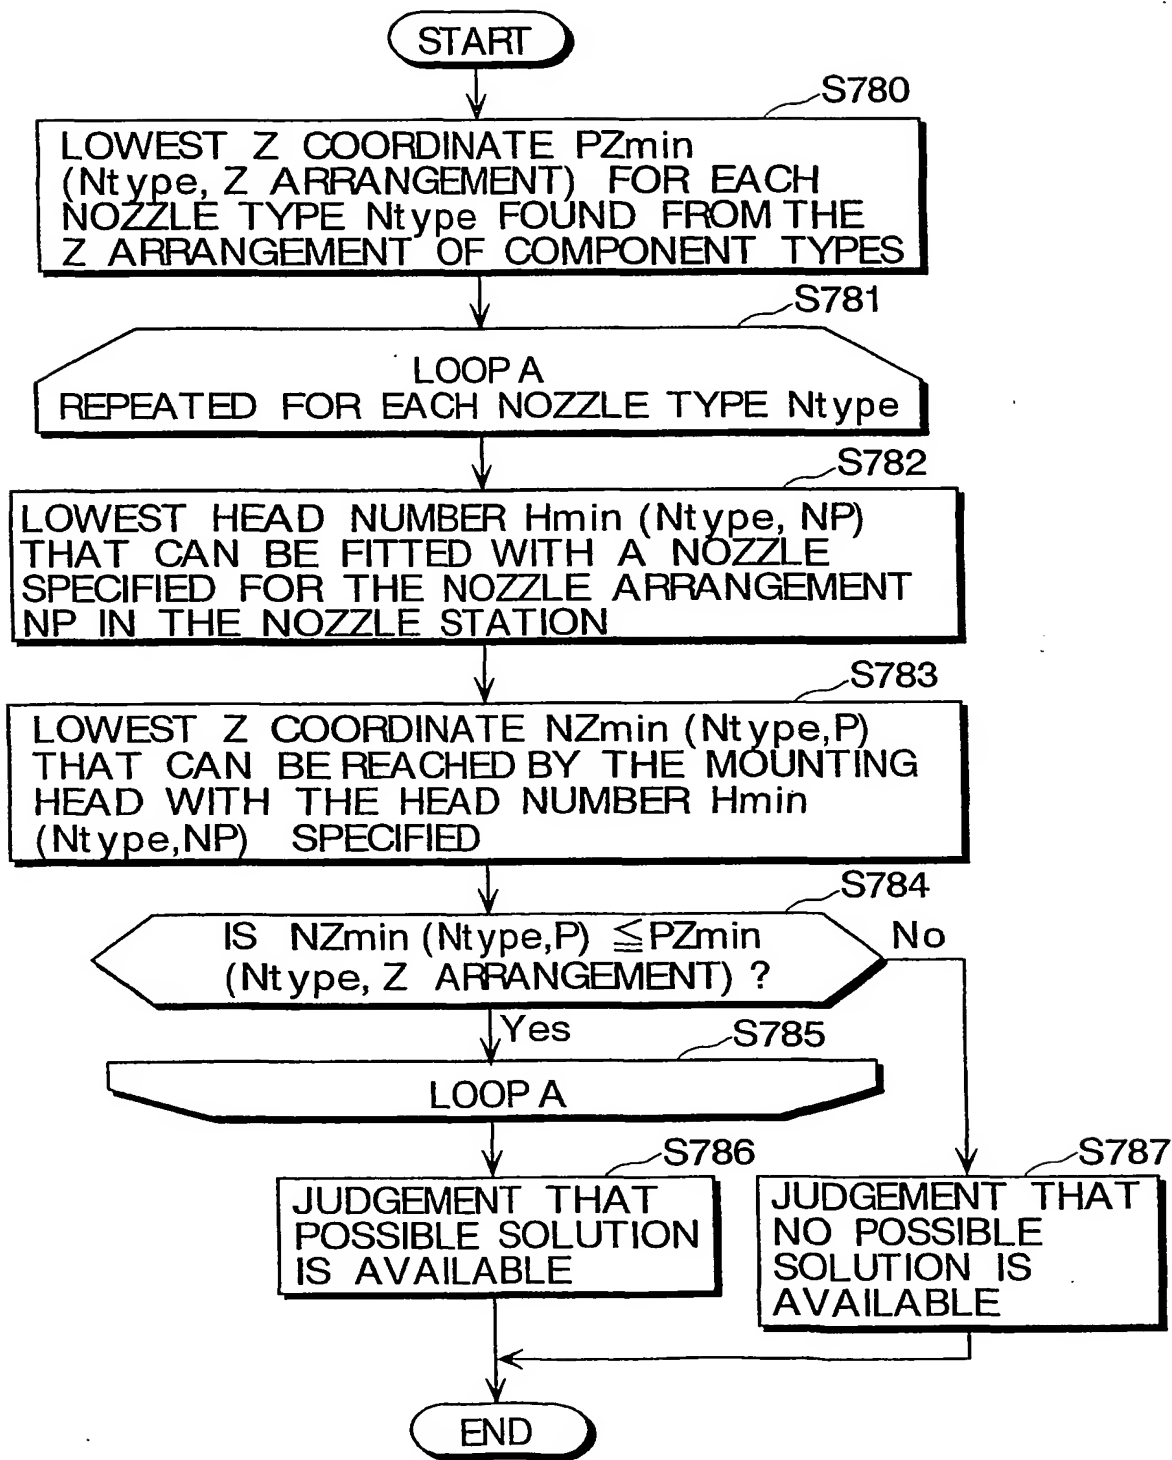 START
S780
LOWEST Z COORDINATE PZmin
(Ntype, Z ARRANGEMENT) FOR EACH
NOZZLE TYPE Ntype FOUND FROM THE
Z ARRANGEMENT OF COMPONENT TYPES
S781
LOOP A
REPEATED FOR EACH NOZZLE TYPE Ntype
S782
LOWEST HEAD NUMBER Hmin (Ntype, NP)
THAT CAN BE FITTED WITH A NOZZLE
SPECIFIED FOR THE NOZZLE ARRANGEMENT
NP IN THE NOZZLE STATION
S783
LOWEST Z COORDINATE NZmin (Ntype,P)
THAT CAN BE REACHED BY THE MOUNTING
HEAD WITH THE HEAD NUMBER Hmin
(Ntype,NP) SPECIFIED
S784
IS NZmin (Ntype,P) ≦PZmin
(Ntype, Z ARRANGEMENT) ?
No
Yes
S785
LOOP A
S786
JUDGEMENT THAT
POSSIBLE SOLUTION
IS AVAILABLE
S787
JUDGEMENT THAT
NO POSSIBLE
SOLUTION IS
AVAILABLE
END